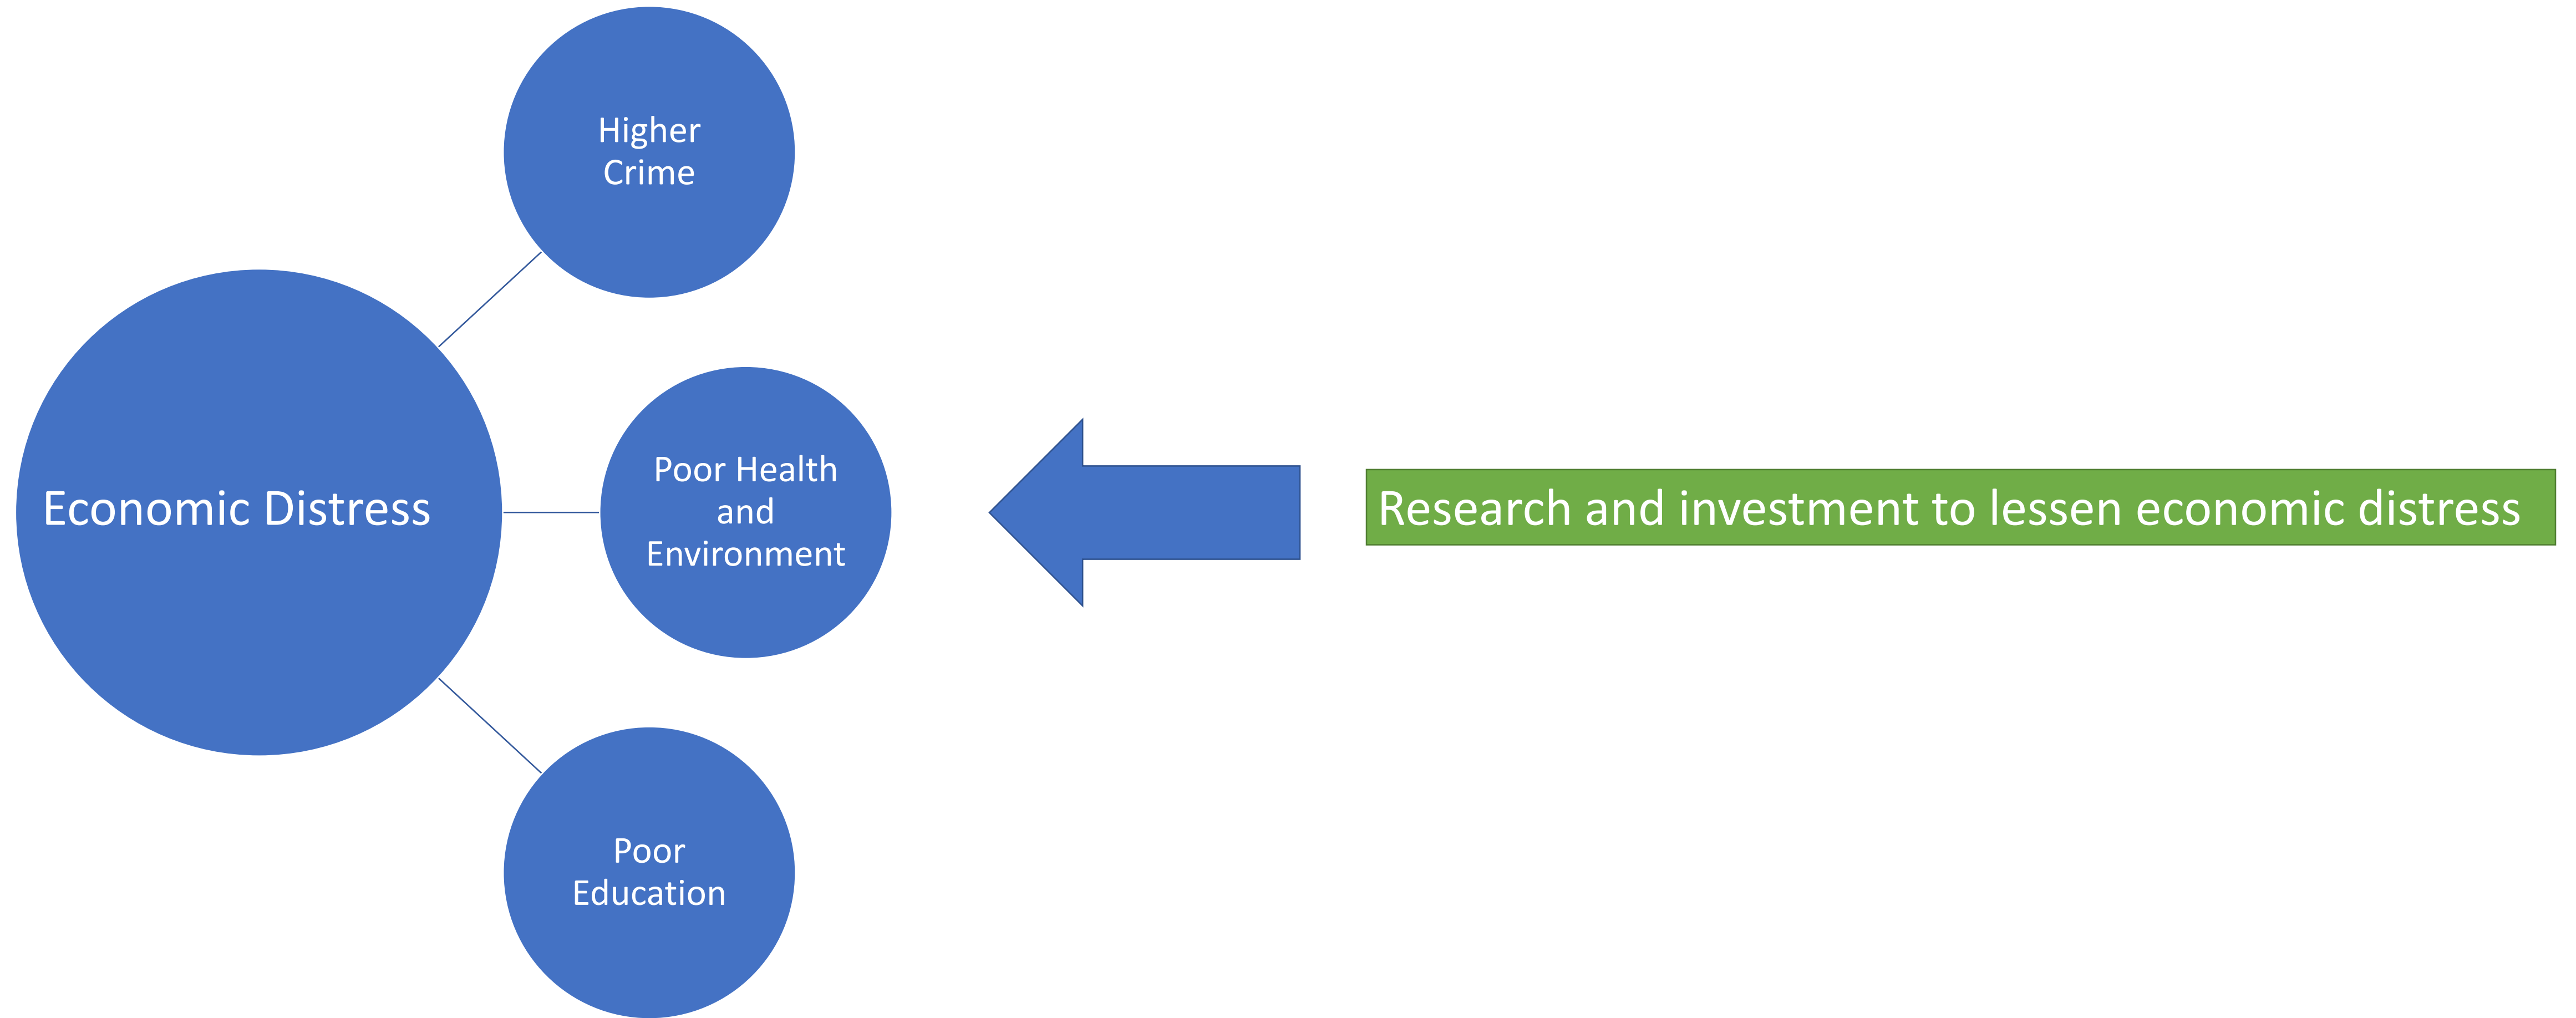 Higher
Crime
Economic Distress
Poor Health
and
Environment
Research and investment to lessen economic distress
Poor
Education